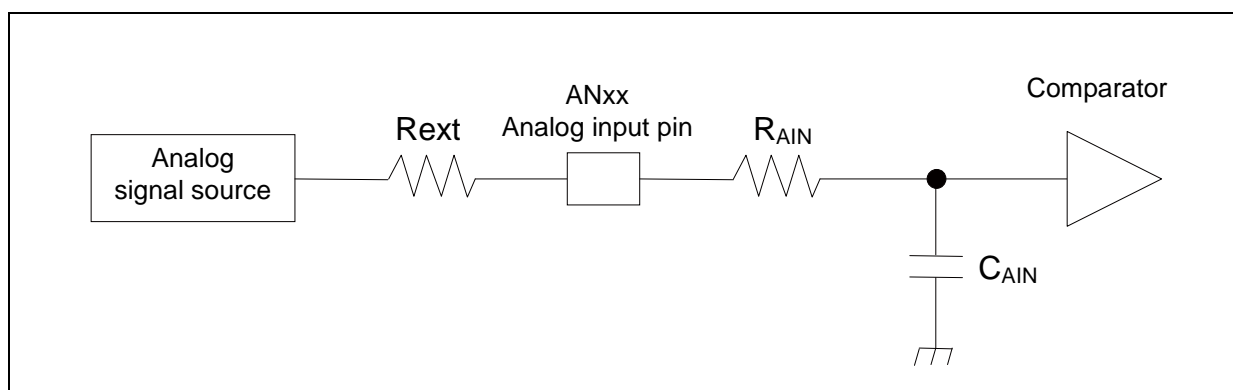 Comparator
ANxx
Analog input pin
Rext
RAIN
Analog
signal source
CAIN